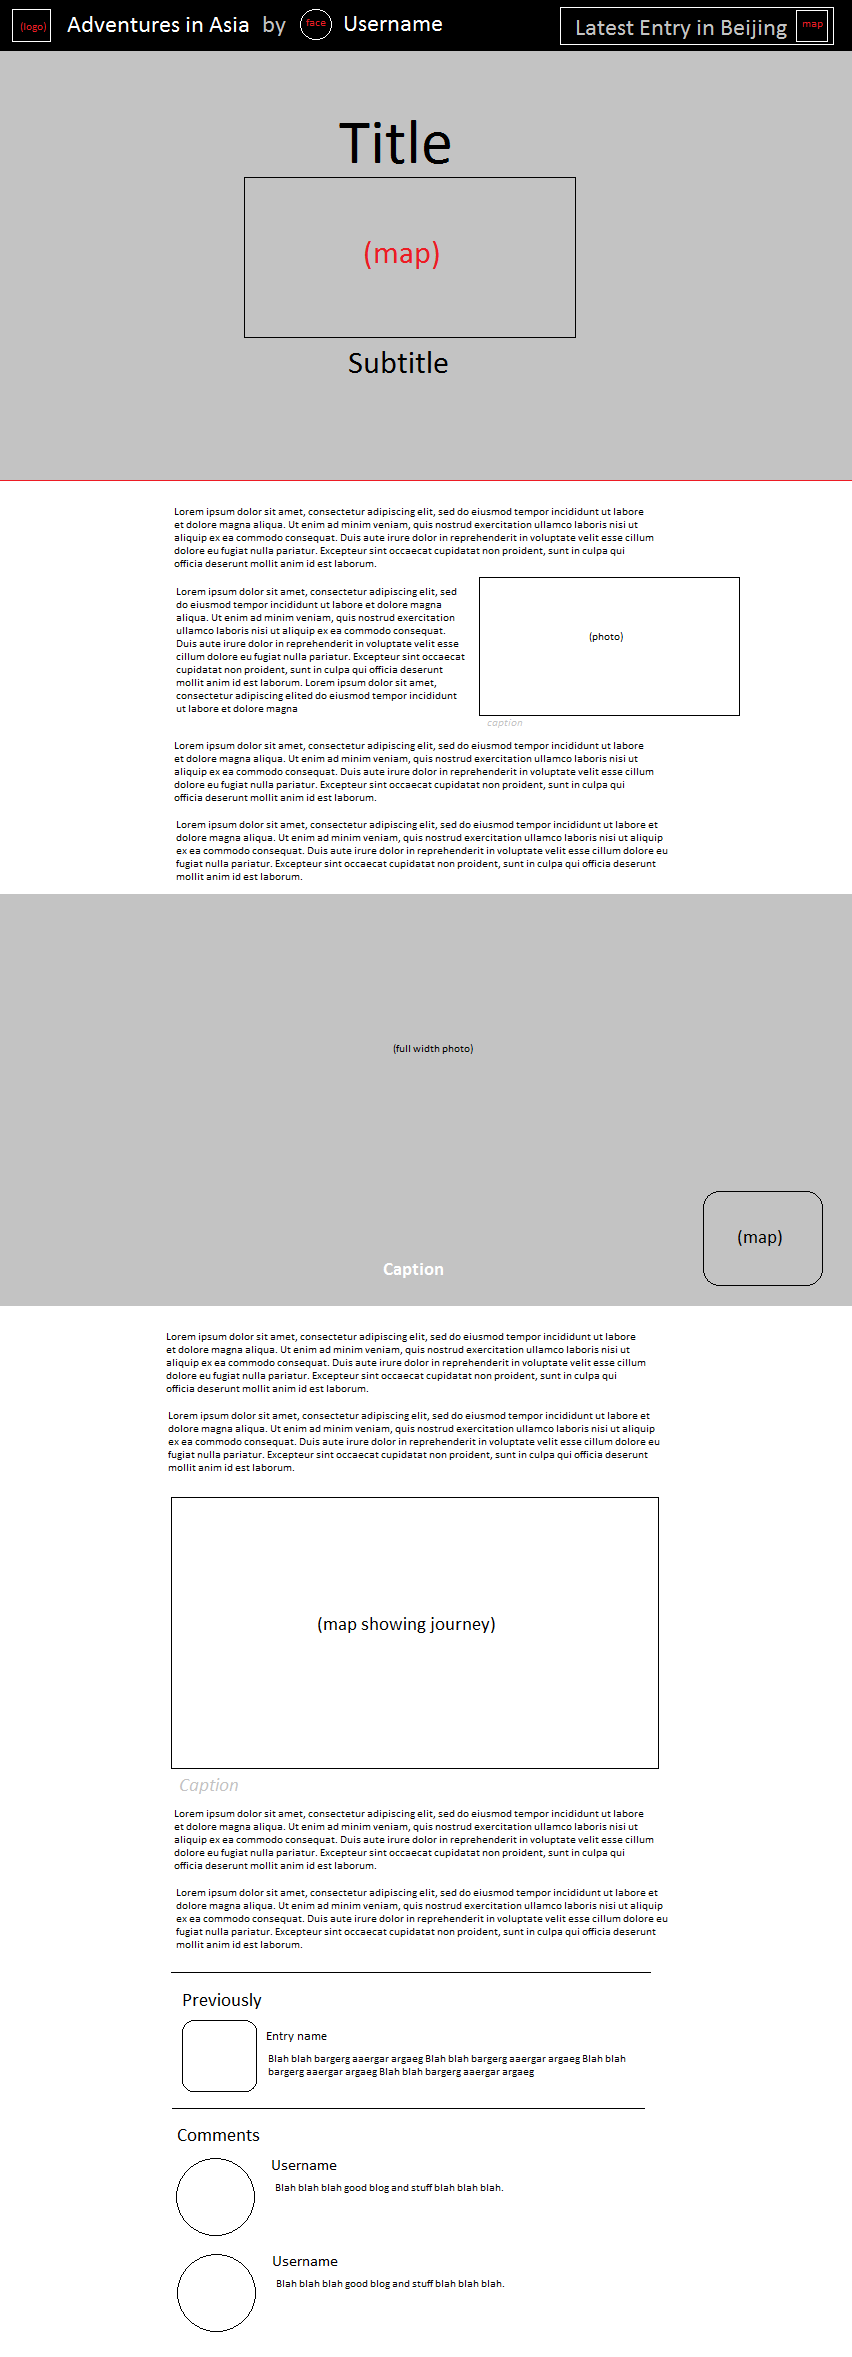 (logo) Adventures in Asia by face Username Latest Entry in Beijing map
Title
(map)
Subtitle
Lorem ipsum dolor sit amet, consectetur adipiscing elit, sed do eiusmod tempor incididunt ut labore
et dolore magna aliqua. Ut enim ad minim veniam, quis nostrud exercitation ullamco laboris nisi ut
aliquip ex ea commodo consequat. Duis aute irure dolor in reprehenderit in voluptate velit esse cillum
dolore eu fugiat nulla pariatur. Excepteur sint occaecat cupidatat non proident, sunt in culpa qui
officia deserunt mollit anim id est laborum.
Lorem ipsum dolor sit amet, consectetur adipiscing elit, sed
do eiusmod tempor incididunt ut labore et dolore magna
aliqua. Ut enim ad minim veniam, quis nostrud exercitation
ullamco laboris nisi ut aliquip ex ea commodo consequat.
Duis aute irure dolor in reprehenderit in voluptate velit esse
cillum dolore eu fugiat nulla pariatur. Excepteur sint occaecat
cupidatat non proident, sunt in culpa qui officia deserunt
mollit anim id est laborum. Lorem ipsum dolor sit amet,
consectetur adipiscing elited do eiusmod tempor incididunt
ut labore et dolore magna
(photo)
caption
Lorem ipsum dolor sit amet, consectetur adipiscing elit, sed do eiusmod tempor incididunt ut labore
et dolore magna aliqua. Ut enim ad minim veniam, quis nostrud exercitation ullamco laboris nisi ut
aliquip ex ea commodo consequat. Duis aute irure dolor in reprehenderit in voluptate velit esse cillum
dolore eu fugiat nulla pariatur. Excepteur sint occaecat cupidatat non proident, sunt in culpa qui
officia deserunt mollit anim id est laborum.
Lorem ipsum dolor sit amet, consectetur adipiscing elit, sed do eiusmod tempor incididunt ut labore et
dolore magna aliqua. Ut enim ad minim veniam, quis nostrud exercitation ullamco laboris nisi ut aliquip
ex ea commodo consequat. Duis aute irure dolor in reprehenderit in voluptate velit esse cillum dolore eu
fugiat nulla pariatur. Excepteur sint occaecat cupidatat non proident, sunt in culpa qui officia deserunt
mollit anim id est laborum.
(full width photo)
(map)
Caption
Lorem ipsum dolor sit amet, consectetur adipiscing elit, sed do eiusmod tempor incididunt ut labore
et dolore magna aliqua. Ut enim ad minim veniam, quis nostrud exercitation ullamco laboris nisi ut
aliquip ex ea commodo consequat. Duis aute irure dolor in reprehenderit in voluptate velit esse cillum
dolore eu fugiat nulla pariatur. Excepteur sint occaecat cupidatat non proident, sunt in culpa qui
officia deserunt mollit anim id est laborum.
Lorem ipsum dolor sit amet, consectetur adipiscing elit, sed do eiusmod tempor incididunt ut labore et
dolore magna aliqua. Ut enim ad minim veniam, quis nostrud exercitation ullamco laboris nisi ut aliquip
ex ea commodo consequat. Duis aute irure dolor in reprehenderit in voluptate velit esse cillum dolore eu
fugiat nulla pariatur. Excepteur sint occaecat cupidatat non proident, sunt in culpa qui officia deserunt
mollit anim id est laborum.
(map showing journey)
Caption
Lorem ipsum dolor sit amet, consectetur adipiscing elit, sed do eiusmod tempor incididunt ut labore
et dolore magna aliqua. Ut enim ad minim veniam, quis nostrud exercitation ullamco laboris nisi ut
aliquip ex ea commodo consequat. Duis aute irure dolor in reprehenderit in voluptate velit esse cillum
dolore eu fugiat nulla pariatur. Excepteur sint occaecat cupidatat non proident, sunt in culpa qui
officia deserunt mollit anim id est laborum.
Lorem ipsum dolor sit amet, consectetur adipiscing elit, sed do eiusmod tempor incididunt ut labore et
dolore magna aliqua. Ut enim ad minim veniam, quis nostrud exercitation ullamco laboris nisi ut aliquip
ex ea commodo consequat. Duis aute irure dolor in reprehenderit in voluptate velit esse cillum dolore eu
fugiat nulla pariatur. Excepteur sint occaecat cupidatat non proident, sunt in culpa qui officia deserunt
mollit anim id est laborum.
Previously
Entry name
Blah blah bargerg aaergar argaeg Blah blah bargerg aaergar argaeg Blah blah
bargerg aaergar argaeg Blah blah bargerg aaergar argaeg
Comments
Username
Blah blah blah good blog and stuff blah blah blah.
Username
Blah blah blah good blog and stuff blah blah blah.